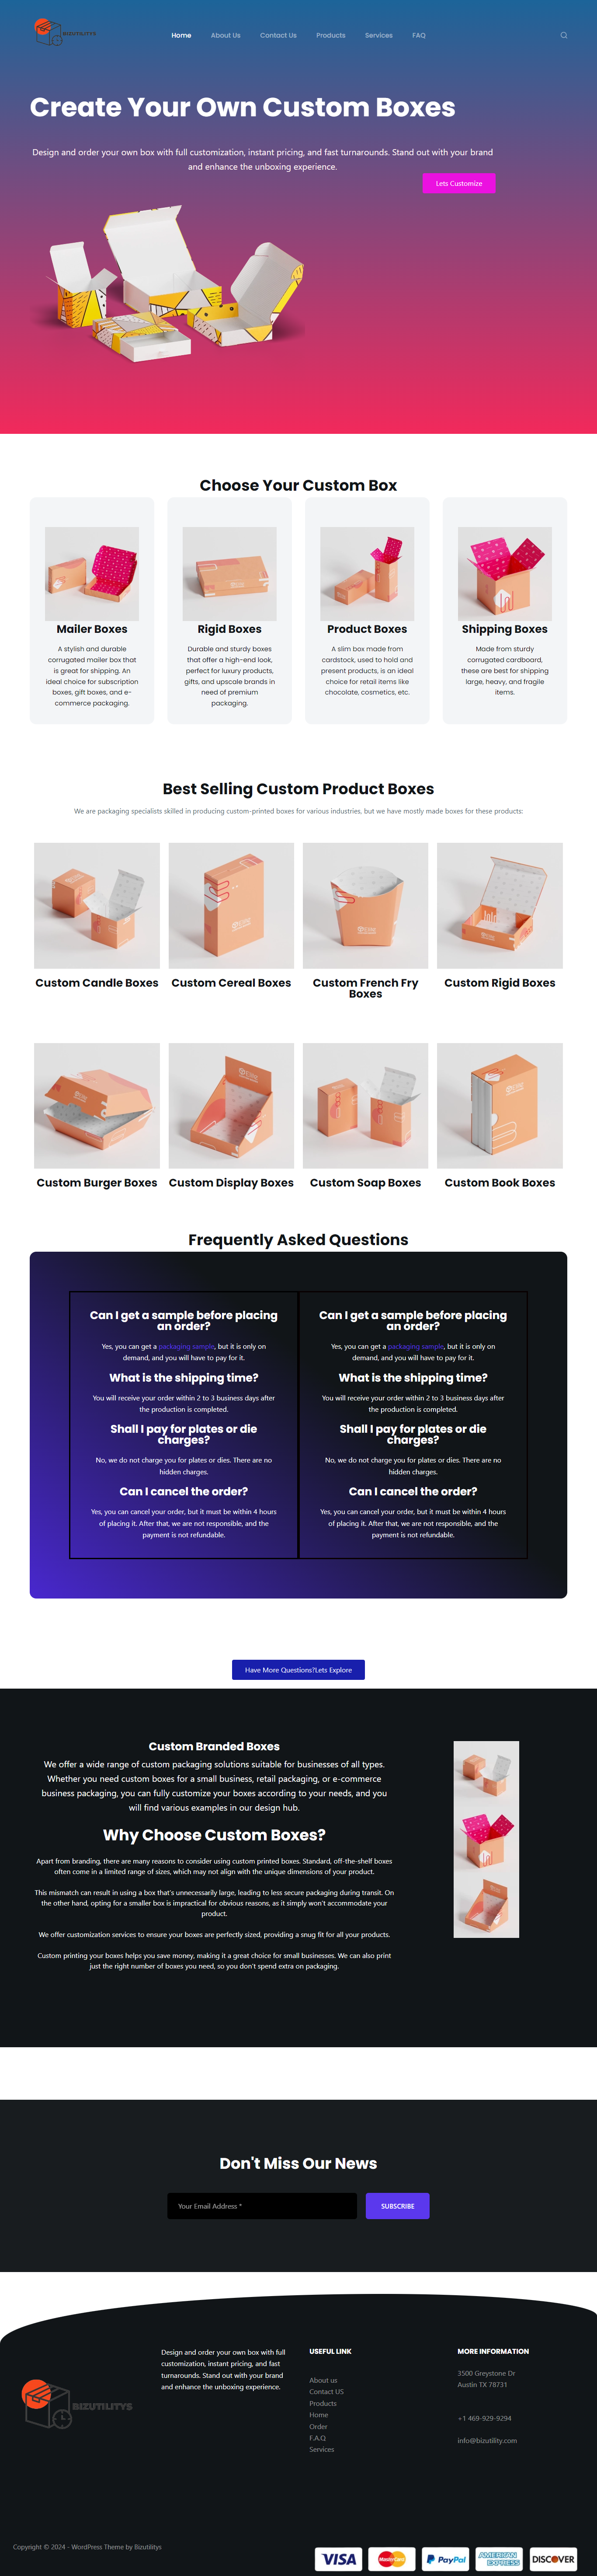 BIZUTILITYS
Home About Us Contact Us Products Services FAQ
Create Your Own Custom Boxes
Design and order your own box with full customization, instant pricing, and fast turnarounds. Stand out with your brand
and enhance the unboxing experience.
Lets Customize
Choose Your Custom Box
Mailer Boxes
A stylish and durable
corrugated mailer box that
is great for shipping. An
ideal choice for subscription
boxes, gift boxes, and e-
commerce packaging.
Rigid Boxes
Durable and sturdy boxes
that offer a high-end look,
perfect for luxury products,
gifts, and upscale brands in
need of premium
packaging.
Product Boxes
A slim box made from
cardstock, used to hold and
present products, is an ideal
choice for retail items like
chocolate, cosmetics, etc.
Shipping Boxes
Made from sturdy
corrugated cardboard,
these are best for shipping
large, heavy, and fragile
items.
Best Selling Custom Product Boxes
We are packaging specialists skilled in producing custom-printed boxes for various industries, but we have mostly made boxes for these products:
Custom Candle Boxes
Custom Cereal Boxes
Custom French Fry
Boxes
Custom Rigid Boxes
Custom Burger Boxes
Custom Display Boxes
Custom Soap Boxes
Custom Book Boxes
Frequently Asked Questions
Can I get a sample before placing
an order?
Yes, you can get a packaging sample, but it is only on
demand, and you will have to pay for it.
What is the shipping time?
You will receive your order within 2 to 3 business days after
the production is completed.
Shall I pay for plates or die
charges?
No, we do not charge you for plates or dies. There are no
hidden charges.
Can I cancel the order?
Yes, you can cancel your order, but it must be within 4 hours
of placing it. After that, we are not responsible, and the
payment is not refundable.
Can I get a sample before placing
an order?
Yes, you can get a packaging sample, but it is only on
demand, and you will have to pay for it.
What is the shipping time?
You will receive your order within 2 to 3 business days after
the production is completed.
Shall I pay for plates or die
charges?
No, we do not charge you for plates or dies. There are no
hidden charges.
Can I cancel the order?
Yes, you can cancel your order, but it must be within 4 hours
of placing it. After that, we are not responsible, and the
payment is not refundable.
Have More Questions?Lets Explore
Custom Branded Boxes
We offer a wide range of custom packaging solutions suitable for businesses of all types.
Whether you need custom boxes for a small business, retail packaging, or e-commerce
business packaging, you can fully customize your boxes according to your needs, and you
will find various examples in our design hub.
Why Choose Custom Boxes?
Apart from branding, there are many reasons to consider using custom printed boxes. Standard, off-the-shelf boxes
often come in a limited range of sizes, which may not align with the unique dimensions of your product.
This mismatch can result in using a box that's unnecessarily large, leading to less secure packaging during transit. On
the other hand, opting for a smaller box is impractical for obvious reasons, as it simply won't accommodate your
product.
We offer customization services to ensure your boxes are perfectly sized, providing a snug fit for all your products.
Custom printing your boxes helps you save money, making it a great choice for small businesses. We can also print
just the right number of boxes you need, so you don't spend extra on packaging.
Don't Miss Our News
Your Email Address *
SUBSCRIBE
BIZUTILITYS
Design and order your own box with full
customization, instant pricing, and fast
turnarounds. Stand out with your brand
and enhance the unboxing experience.
USEFUL LINK
About us
Contact US
Products
Home
Order
F.A.Q
Services
MORE INFORMATION
3500 Greystone Dr
Austin TX 78731
+1 469-929-9294
info@bizutility.com
Copyright © 2024 - WordPress Theme by Bizutilitys
VISA
MasterCard
PayPal
AMERICAN
EXPRESS
DISCOVER